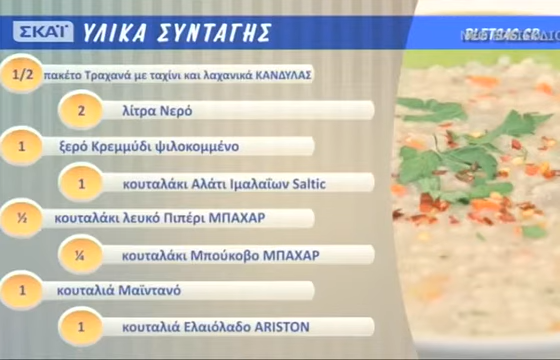 ΣΚΑΪ ΥΛΙΚΑ ΣΥΝΤΑΓΗΣ
1/2 πακέτο Τραχανά με ταχίνι και λαχανικά ΚΑΝΔΥΛΑΣ
2 λίτρα Νερό
1 ξερό Κρεμμύδι ψιλοκομμένο
1 κουταλάκι Αλάτι Ιμαλαΐων Saltic
½ κουταλάκι λευκό Πιπέρι ΜΠΑΧΑΡ
¼ κουταλάκι Μπούκοβο ΜΠΑΧΑΡ
1 κουταλιά Μαϊντανό
1 κουταλιά Ελαιόλαδο ARISTON